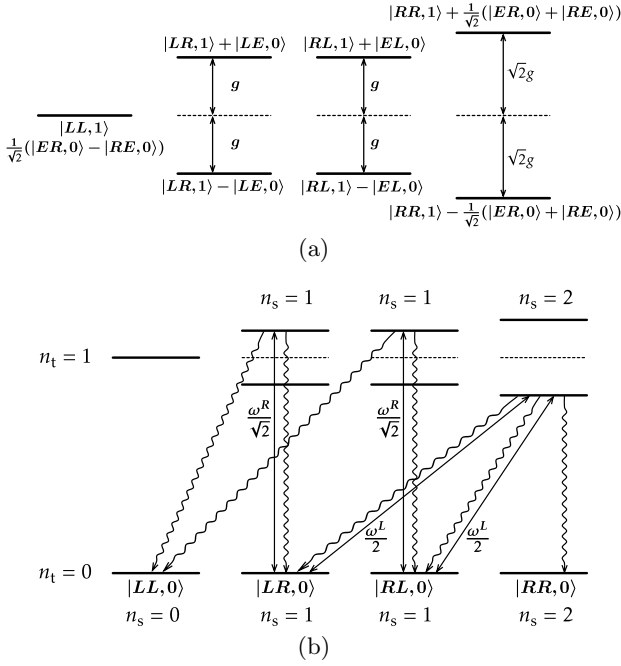 |RR, 1⟩ + 1/√2(|ER, 0⟩ + |RE, 0⟩)
|LR, 1⟩ + |LE, 0⟩
|RL, 1⟩ + |EL, 0⟩
g
g
√2g
|LL, 1⟩
1/√2(|ER, 0⟩ − |RE, 0⟩)
g
g
√2g
|LR, 1⟩ − |LE, 0⟩
|RL, 1⟩ − |EL, 0⟩
|RR, 1⟩ − 1/√2(|ER, 0⟩ + |RE, 0⟩)
(a)
n_s = 1
n_s = 1
n_s = 2
n_t = 1
ω^R/√2
ω^R/√2
ω^L/2
ω^L/2
n_t = 0
|LL, 0⟩
|LR, 0⟩
|RL, 0⟩
|RR, 0⟩
n_s = 0
n_s = 1
n_s = 1
n_s = 2
(b)